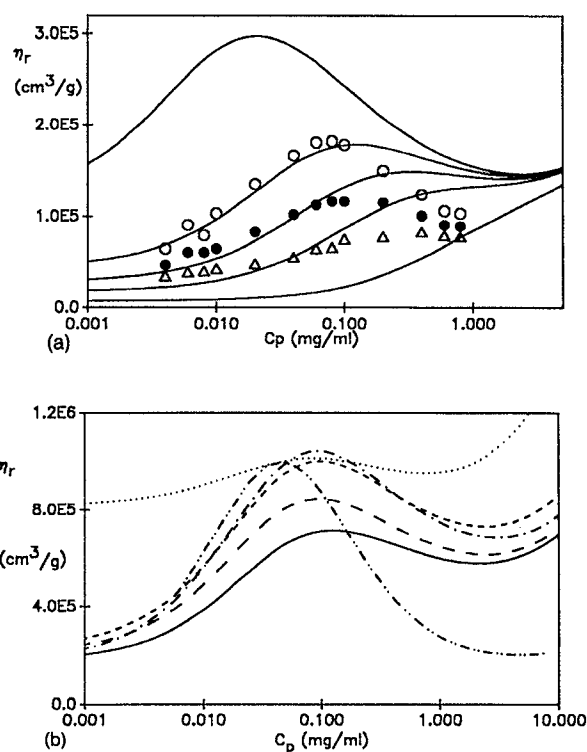 3.0E5
ηr
(cm3/g)
2.0E5
1.0E5
0.0
0.001 0.010 0.100 1.000
Cp (mg/ml)
(a)
1.2E6
ηr
8.0E5
(cm3/g)
4.0E5
0.0
0.001 0.010 0.100 1.000 10.000
Cp (mg/ml)
(b)